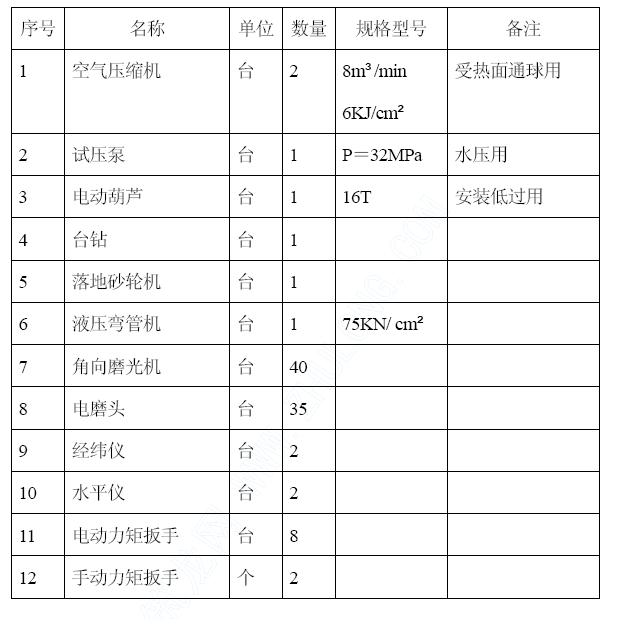 序号 名称 单位 数量 规格型号 备注
1 空气压缩机 台 2 8m³/min 受热面通球用
6KJ/cm²
2 试压泵 台 1 P＝32MPa 水压用
3 电动葫芦 台 1 16T 安装低过用
4 台钻 台 1
5 落地砂轮机 台 1
6 液压弯管机 台 1 75KN/ cm²
7 角向磨光机 台 40
8 电磨头 台 35
9 经纬仪 台 2
10 水平仪 台 2
11 电动力矩扳手 台 8
12 手动力矩扳手 个 2